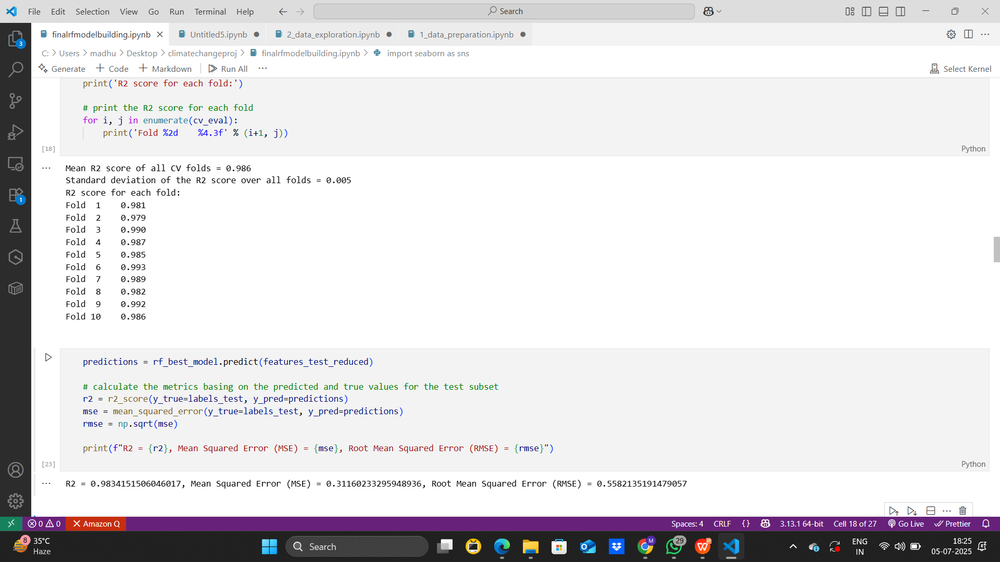 File Edit Selection View Go Run Terminal Help
Search
finalrfmodelbuilding.ipynb Untitled5.ipynb 2_data_exploration.ipynb 1_data_preparation.ipynb
3
C: > Users > madhu > Desktop > climatechangeproj > finalrfmodelbuilding.ipynb > import seaborn as sns
Generate + Code + Markdown Run All ... Select Kernel
print('R2 score for each fold:')
# print the R2 score for each fold
for i, j in enumerate(cv_eval):
print('Fold %2d    %4.3f' % (i+1, j))
[18] Python
Mean R2 score of all CV folds = 0.986
Standard deviation of the R2 score over all folds = 0.005
R2 score for each fold:
1
Fold  1    0.981
Fold  2    0.979
Fold  3    0.990
Fold  4    0.987
Fold  5    0.985
Fold  6    0.993
Fold  7    0.989
Fold  8    0.982
Fold  9    0.992
Fold 10    0.986
predictions = rf_best_model.predict(features_test_reduced)
# calculate the metrics basing on the predicted and true values for the test subset
r2 = r2_score(y_true=labels_test, y_pred=predictions)
mse = mean_squared_error(y_true=labels_test, y_pred=predictions)
rmse = np.sqrt(mse)
print(f"R2 = {r2}, Mean Squared Error (MSE) = {mse}, Root Mean Squared Error (RMSE) = {rmse}")
[23] Python
R2 = 0.9834151506046017, Mean Squared Error (MSE) = 0.31160233295948936, Root Mean Squared Error (RMSE) = 0.5582135191479057
0 0 Amazon Q Spaces: 4 CRLF {} 3.13.1 64-bit Cell 18 of 27 Go Live Prettier
8 35°C
Haze
Search
M 29
ENG
IN
18:25
05-07-2025